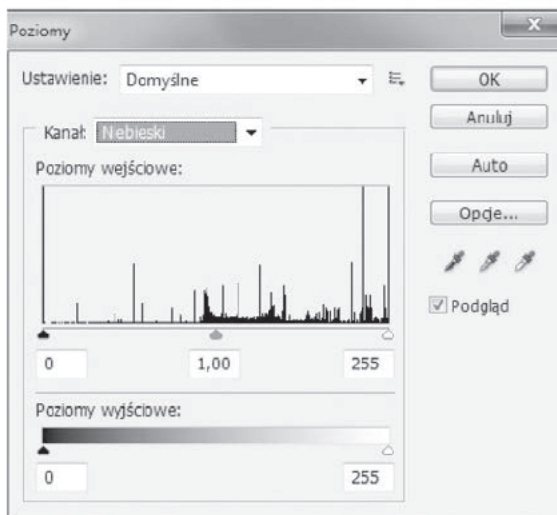 Poziomy
Ustawienie: Domyślne
OK
Kanał: Niebieski
Anuluj
Poziomy wejściowe:
Auto
Opcje...
Podgląd
0 1,00 255
Poziomy wyjściowe:
0 255